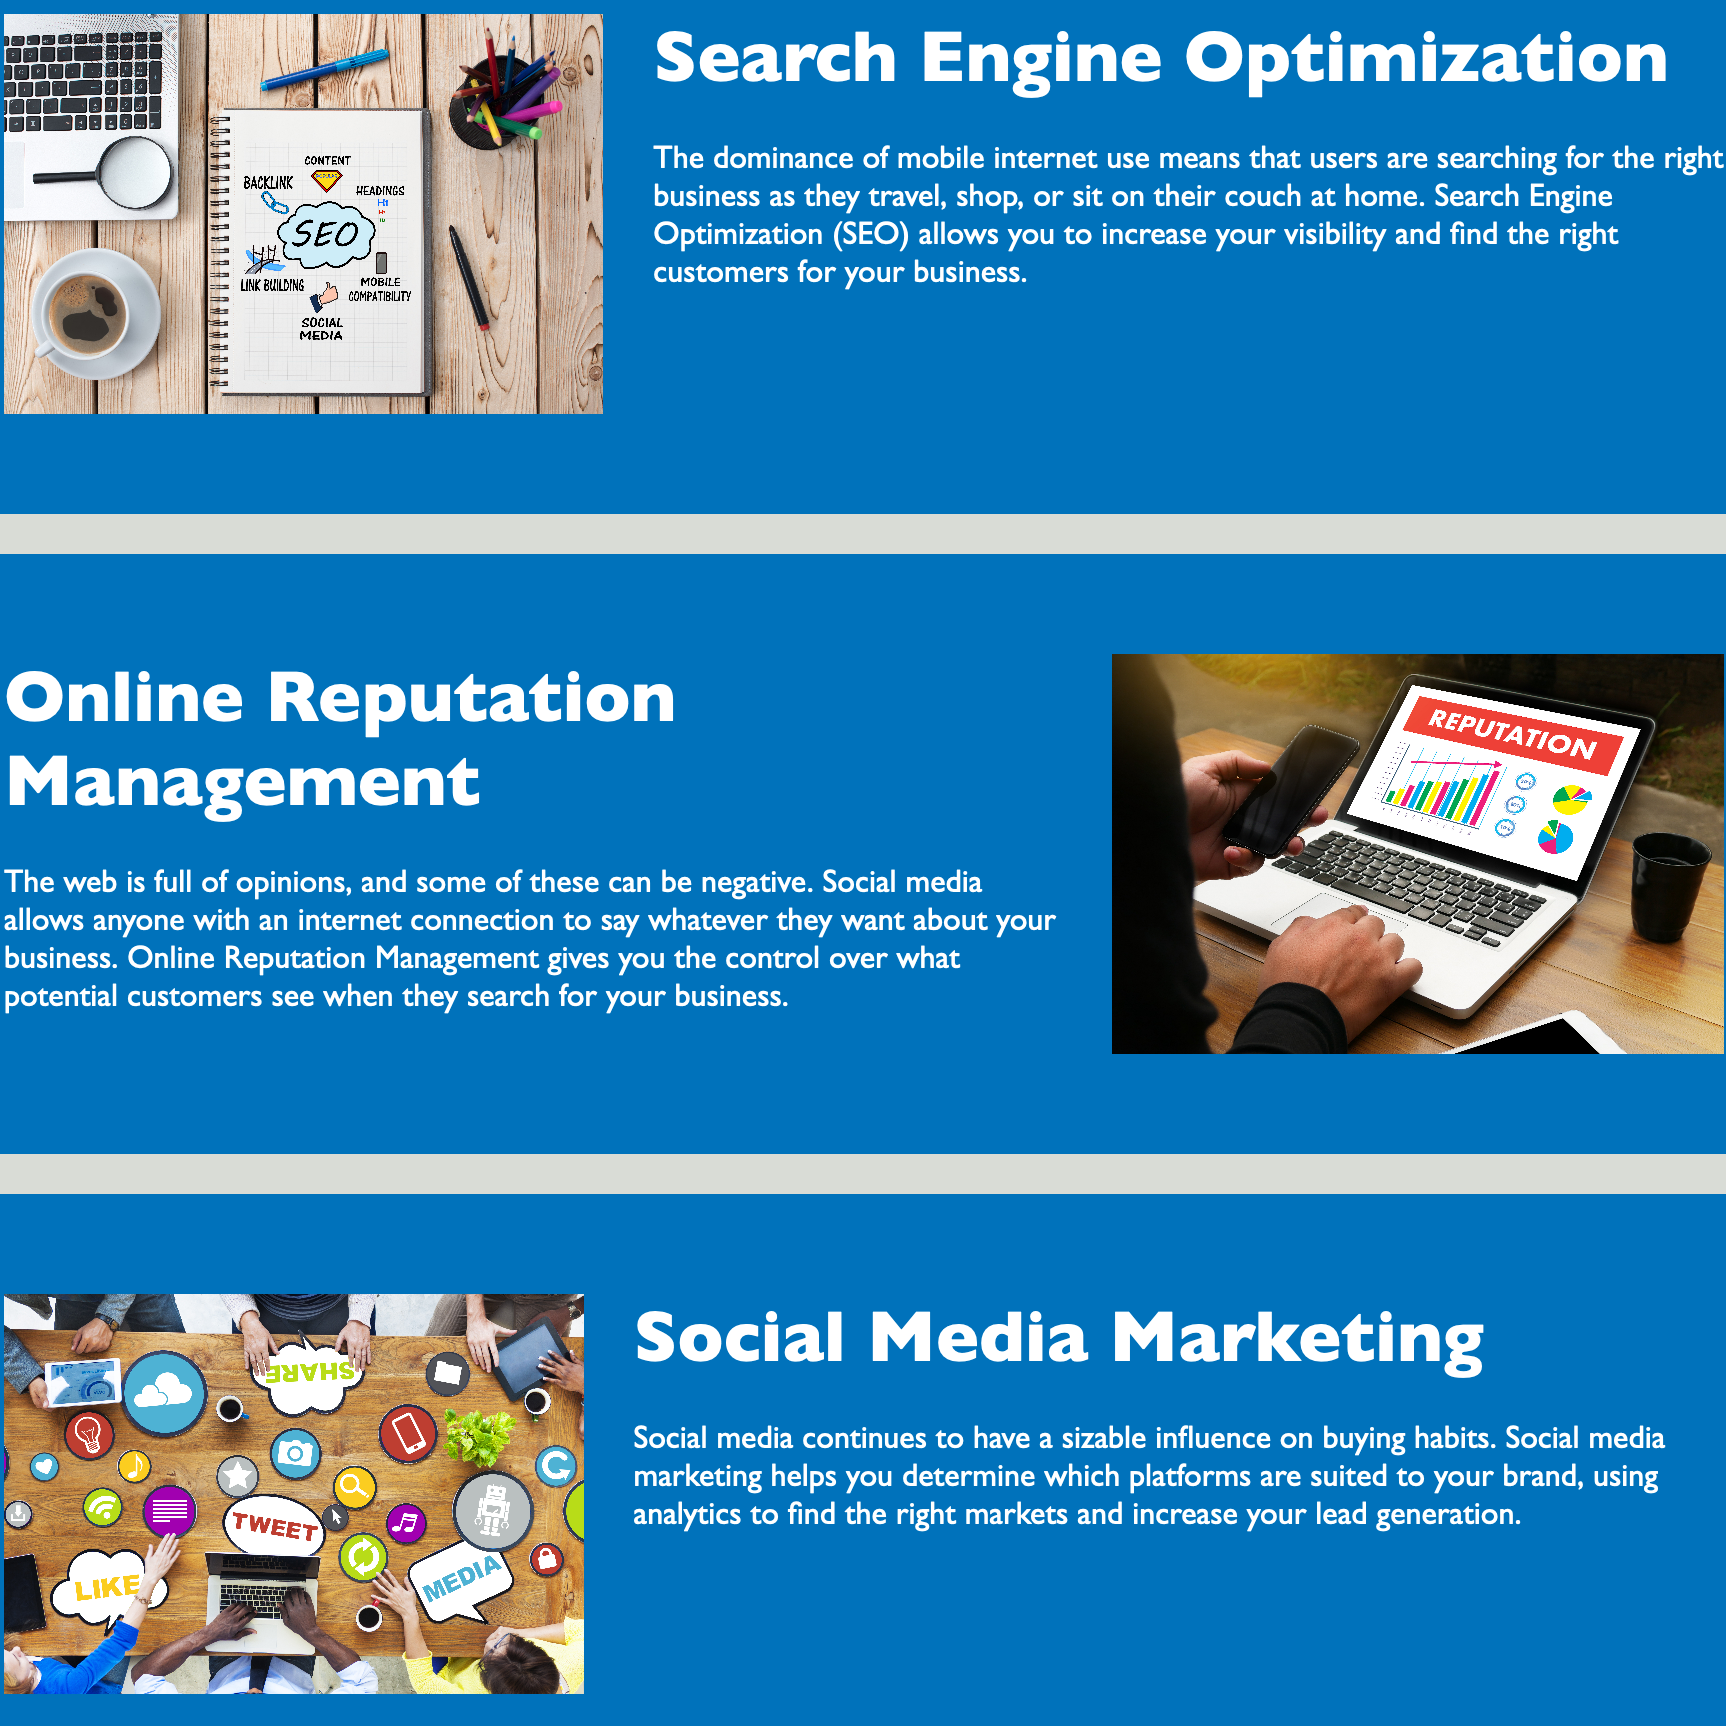 Search Engine Optimization
The dominance of mobile internet use means that users are searching for the right
business as they travel, shop, or sit on their couch at home. Search Engine
Optimization (SEO) allows you to increase your visibility and find the right
customers for your business.
CONTENT
POPULAR
BACKLINK
HEADINGS
H1
SEO
LINK BUILDING
MOBILE
COMPATIBILITY
SOCIAL
MEDIA
Online Reputation
Management
The web is full of opinions, and some of these can be negative. Social media
allows anyone with an internet connection to say whatever they want about your
business. Online Reputation Management gives you the control over what
potential customers see when they search for your business.
REPUTATION
Social Media Marketing
Social media continues to have a sizable influence on buying habits. Social media
marketing helps you determine which platforms are suited to your brand, using
analytics to find the right markets and increase your lead generation.
SHARE
TWEET
LIKE
MEDIA